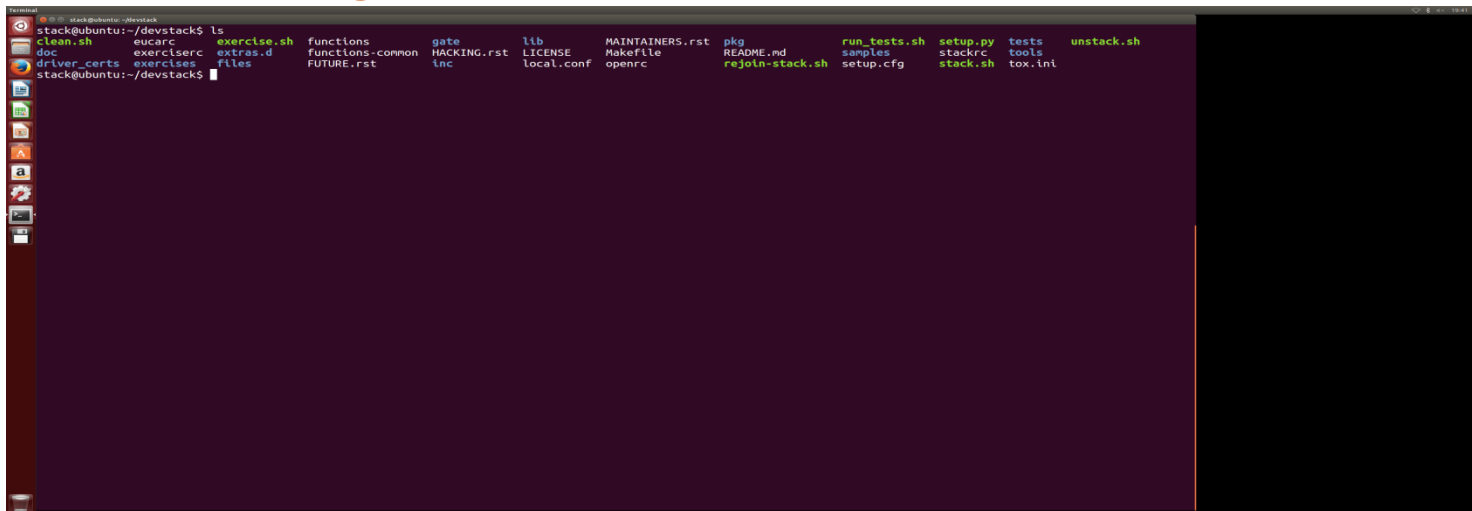 Terminal
19:41
stack@ubuntu: ~/devstack
stack@ubuntu:~/devstack$ ls
clean.sh eucarc exercise.sh functions gate lib MAINTAINERS.rst pkg run_tests.sh setup.py tests unstack.sh
doc exerciserc extras.d functions-common HACKING.rst LICENSE Makefile README.md samples stackrc tools
driver_certs exercises files FUTURE.rst inc local.conf openrc rejoin-stack.sh setup.cfg stack.sh tox.ini
stack@ubuntu:~/devstack$
a